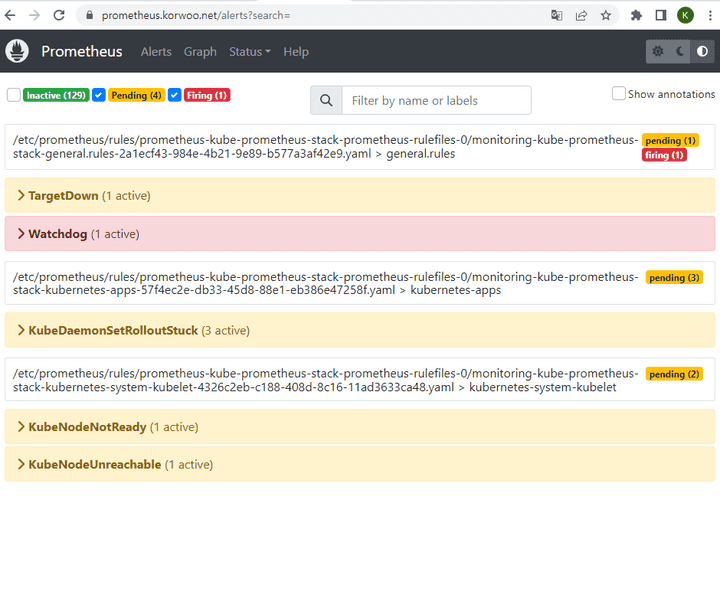 prometheus.korwoo.net/alerts?search=
K
Prometheus Alerts Graph Status Help
Inactive (129) Pending (4) Firing (1)
Filter by name or labels
Show annotations
/etc/prometheus/rules/prometheus-kube-prometheus-stack-prometheus-rulefiles-0/monitoring-kube-prometheus-
stack-general.rules-2a1ecf43-984e-4b21-9e89-b577a3af42e9.yaml > general.rules
pending (1)
firing (1)
TargetDown (1 active)
Watchdog (1 active)
/etc/prometheus/rules/prometheus-kube-prometheus-stack-prometheus-rulefiles-0/monitoring-kube-prometheus-
stack-kubernetes-apps-57f4ec2e-db33-45d8-88e1-eb386e47258f.yaml > kubernetes-apps
pending (3)
KubeDaemonSetRolloutStuck (3 active)
/etc/prometheus/rules/prometheus-kube-prometheus-stack-prometheus-rulefiles-0/monitoring-kube-prometheus-
stack-kubernetes-system-kubelet-4326c2eb-c188-408d-8c16-11ad3633ca48.yaml > kubernetes-system-kubelet
pending (2)
KubeNodeNotReady (1 active)
KubeNodeUnreachable (1 active)